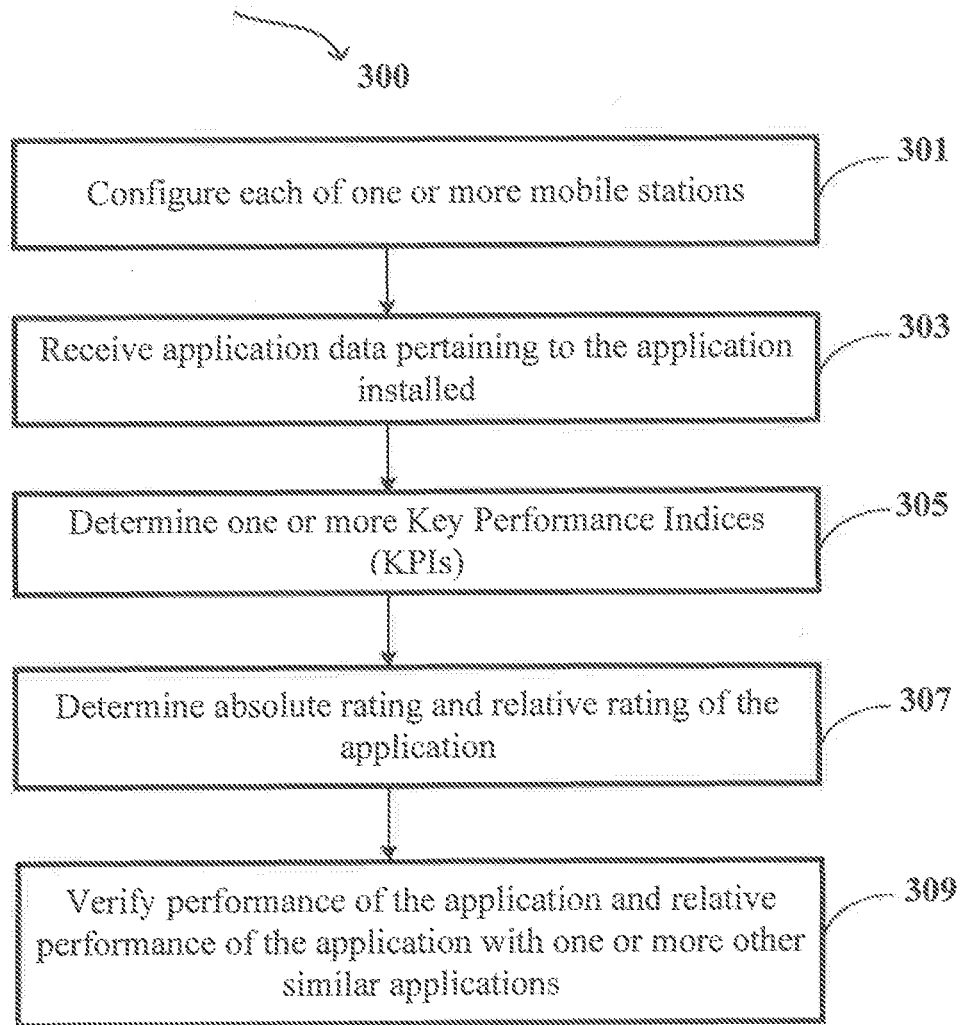 300
301
Configure each of one or more mobile stations
303
Receive application data pertaining to the application
installed
305
Determine one or more Key Performance Indices
(KPIs)
307
Determine absolute rating and relative rating of the
application
309
Verify performance of the application and relative
performance of the application with one or more other
similar applications